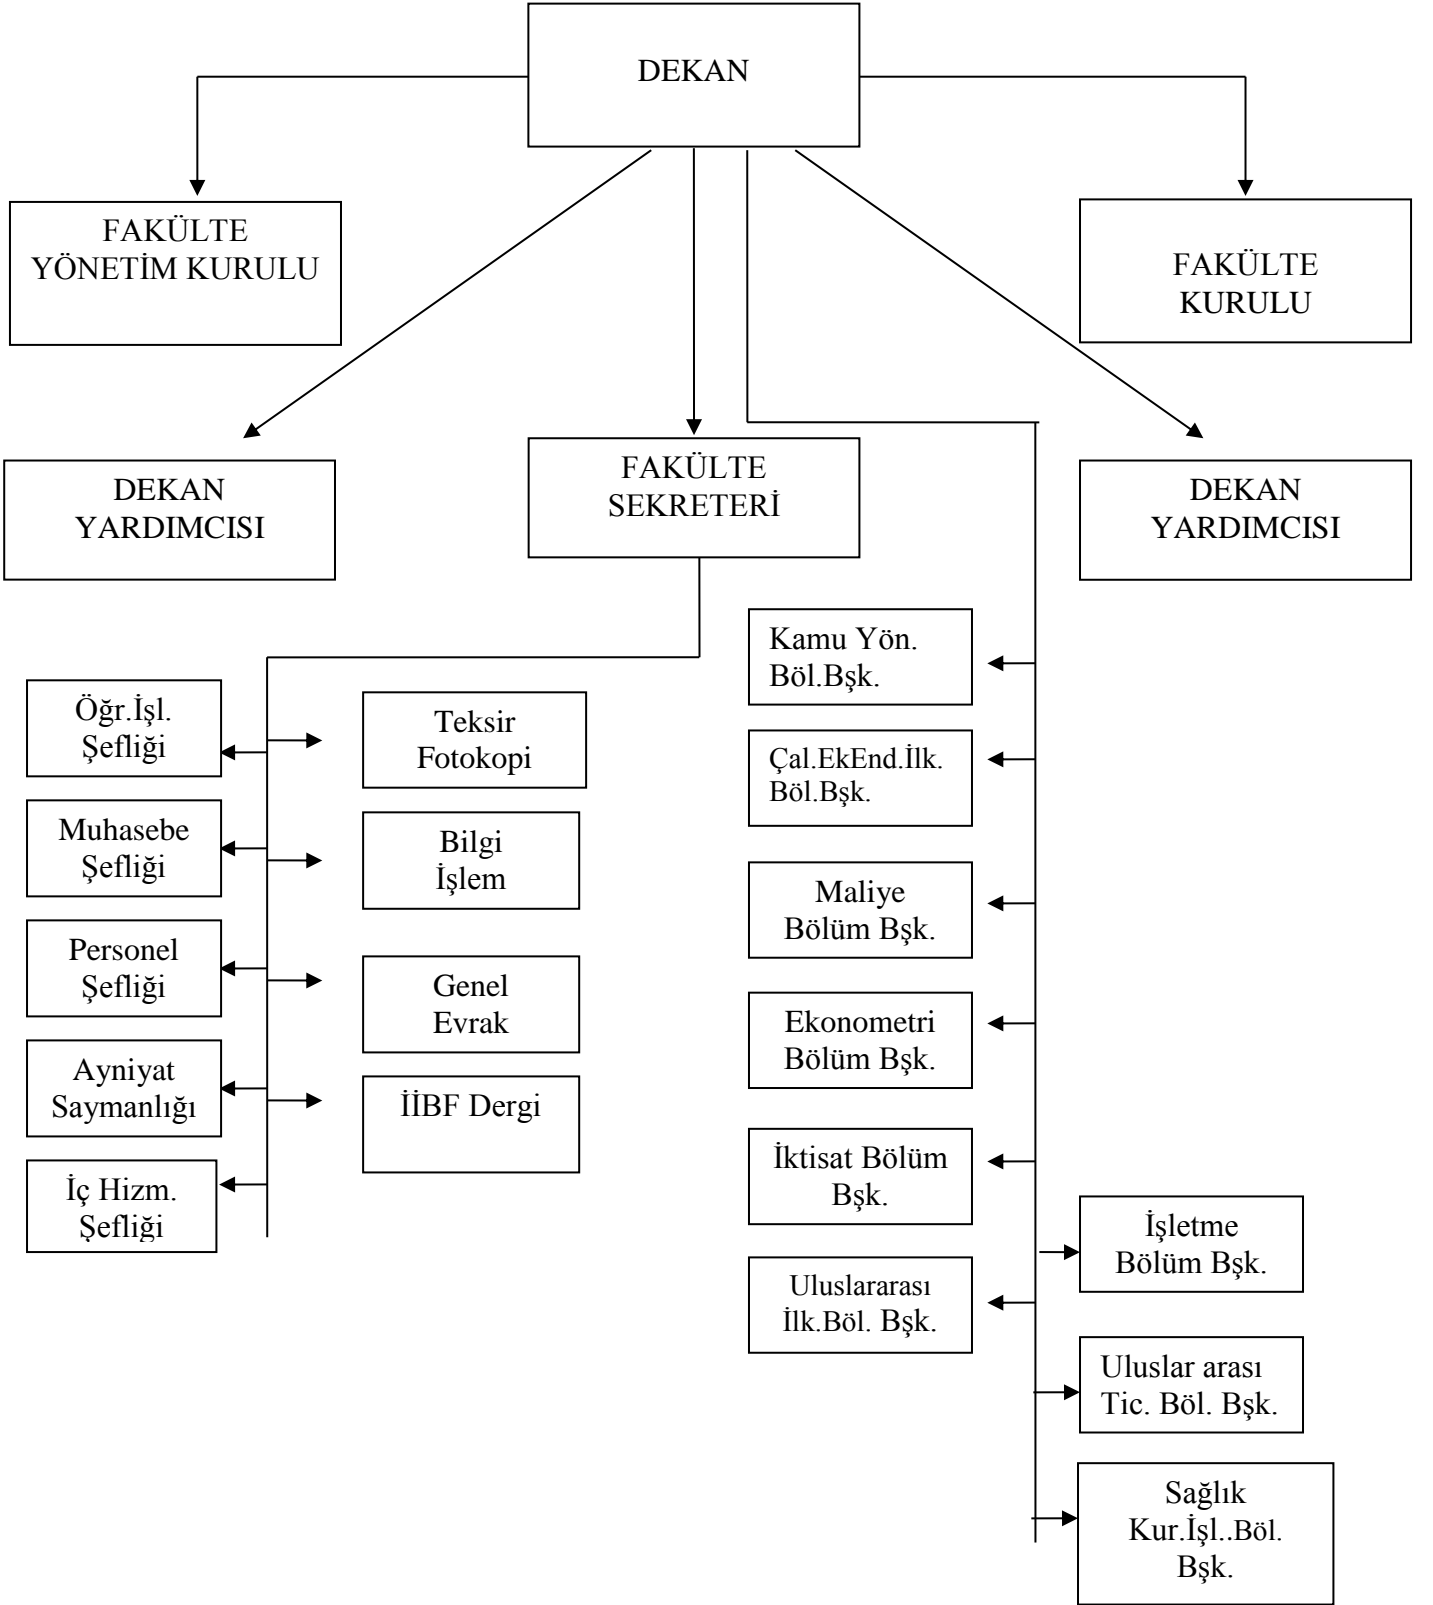 DEKAN
FAKÜLTE
YÖNETİM KURULU
FAKÜLTE
KURULU
DEKAN
YARDIMCISI
FAKÜLTE
SEKRETERİ
DEKAN
YARDIMCISI
Öğr.İşl.
Şefliği
Muhasebe
Şefliği
Personel
Şefliği
Ayniyat
Saymanlığı
İç Hizm.
Şefliği
Teksir
Fotokopi
Bilgi
İşlem
Genel
Evrak
İİBF Dergi
Kamu Yön.
Böl.Bşk.
Çal.EkEnd.İlk.
Böl.Bşk.
Maliye
Bölüm Bşk.
Ekonometri
Bölüm Bşk.
İktisat Bölüm
Bşk.
Uluslararası
İlk.Böl. Bşk.
İşletme
Bölüm Bşk.
Uluslar arası
Tic. Böl. Bşk.
Sağlık
Kur.İşl..Böl.
Bşk.